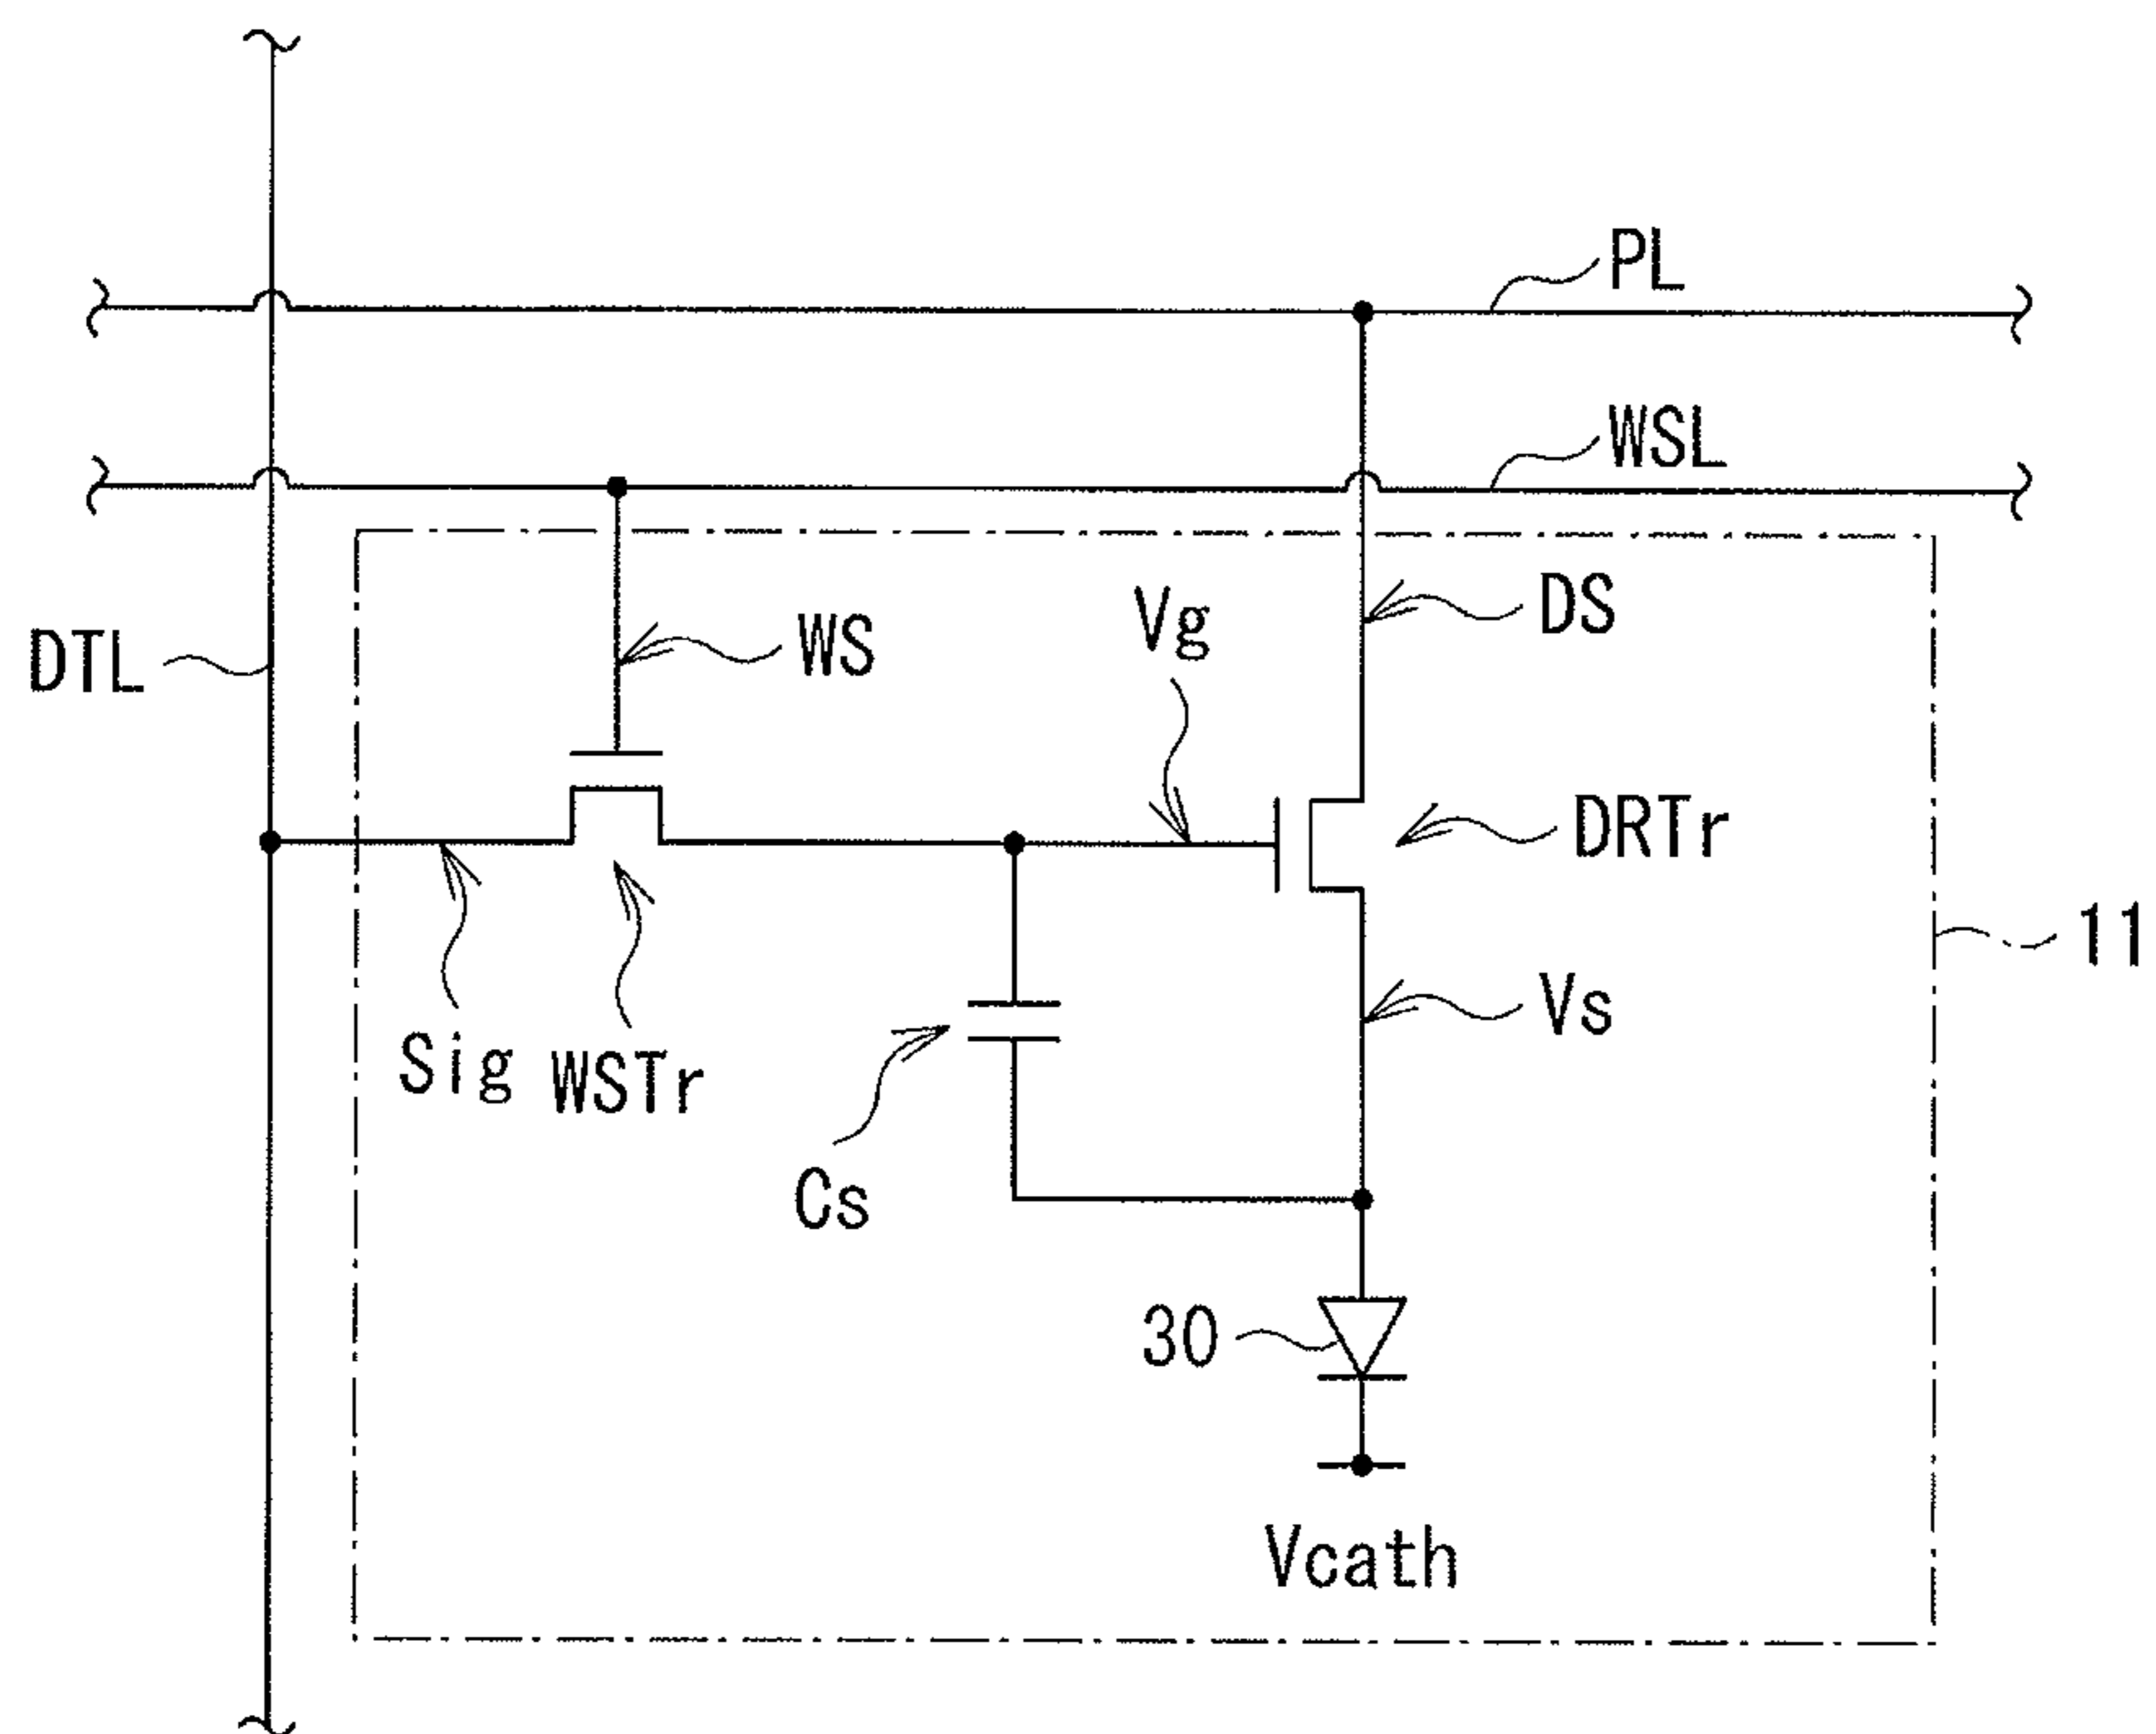 PL
WSL
DS
Vg
WS
DTL
DRTr
11
Vs
Sig
WSTr
Cs
30
Vcath